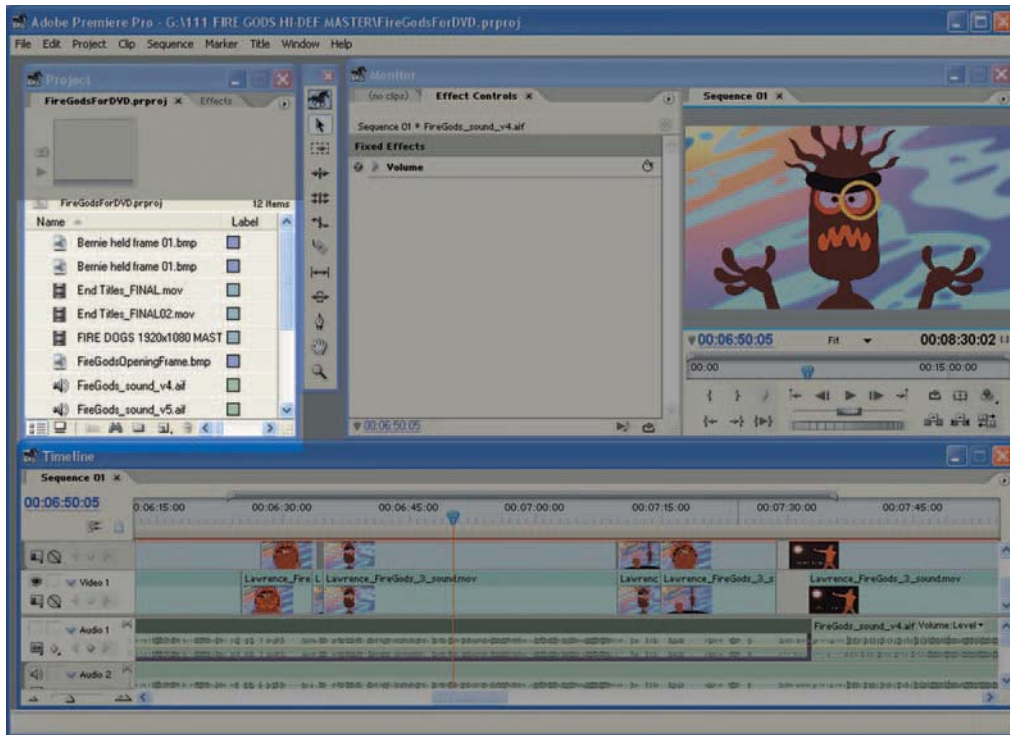 Adobe Premiere Pro - G:\111 FIRE GODS HI-DEF MASTER\FireGodsForDVD.prproj
File Edit Project Clip Sequence Marker Title Window Help
Project
FireGodsForDVD.prproj Effects
FireGodsForDVD.prproj 12 Items
Name Label
Bernie held frame 01.bmp
Bernie held frame 01.bmp
End Titles_FINAL.mov
End Titles_FINAL02.mov
FIRE DOGS 1920x1080 MAST
FireGodsOpeningFrame.bmp
FireGods_sound_v4.aif
FireGods_sound_v5.aif
Monitor
(no clips) Effect Controls
Sequence 01 * FireGods_sound_v4.aif
Fixed Effects
Volume
00:06:50:05
Sequence 01
00:06:50:05 Fit 00:08:30:02
00:00 00:15:00:00
Timeline
Sequence 01
00:06:50:05 0:06:15:00 00:06:30:00 00:06:45:00 00:07:00:00 00:07:15:00 00:07:30:00 00:07:45:00
Video 1 Lawrence_Fire L Lawrence_FireGods_3_sound.mov Lawrenc Lawrence_FireGods_3_s Lawrence_FireGods_3_sound.mov
Audio 1 FireGods_sound_v4.aif Volume:Level
Audio 2